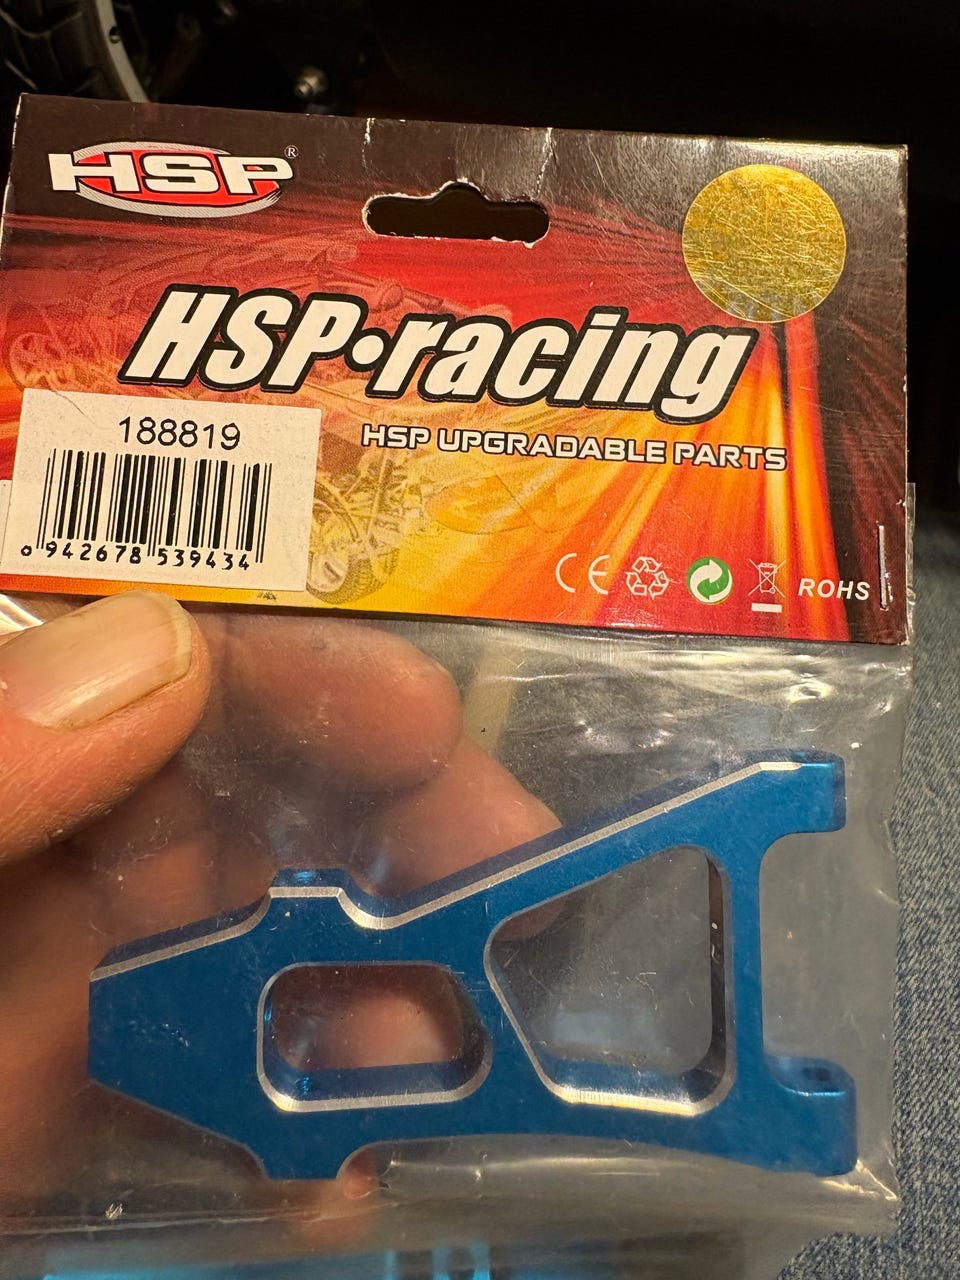 HSP®
HSP·racing
HSP UPGRADABLE PARTS
188819
0 942678 539434
CE
ROHS